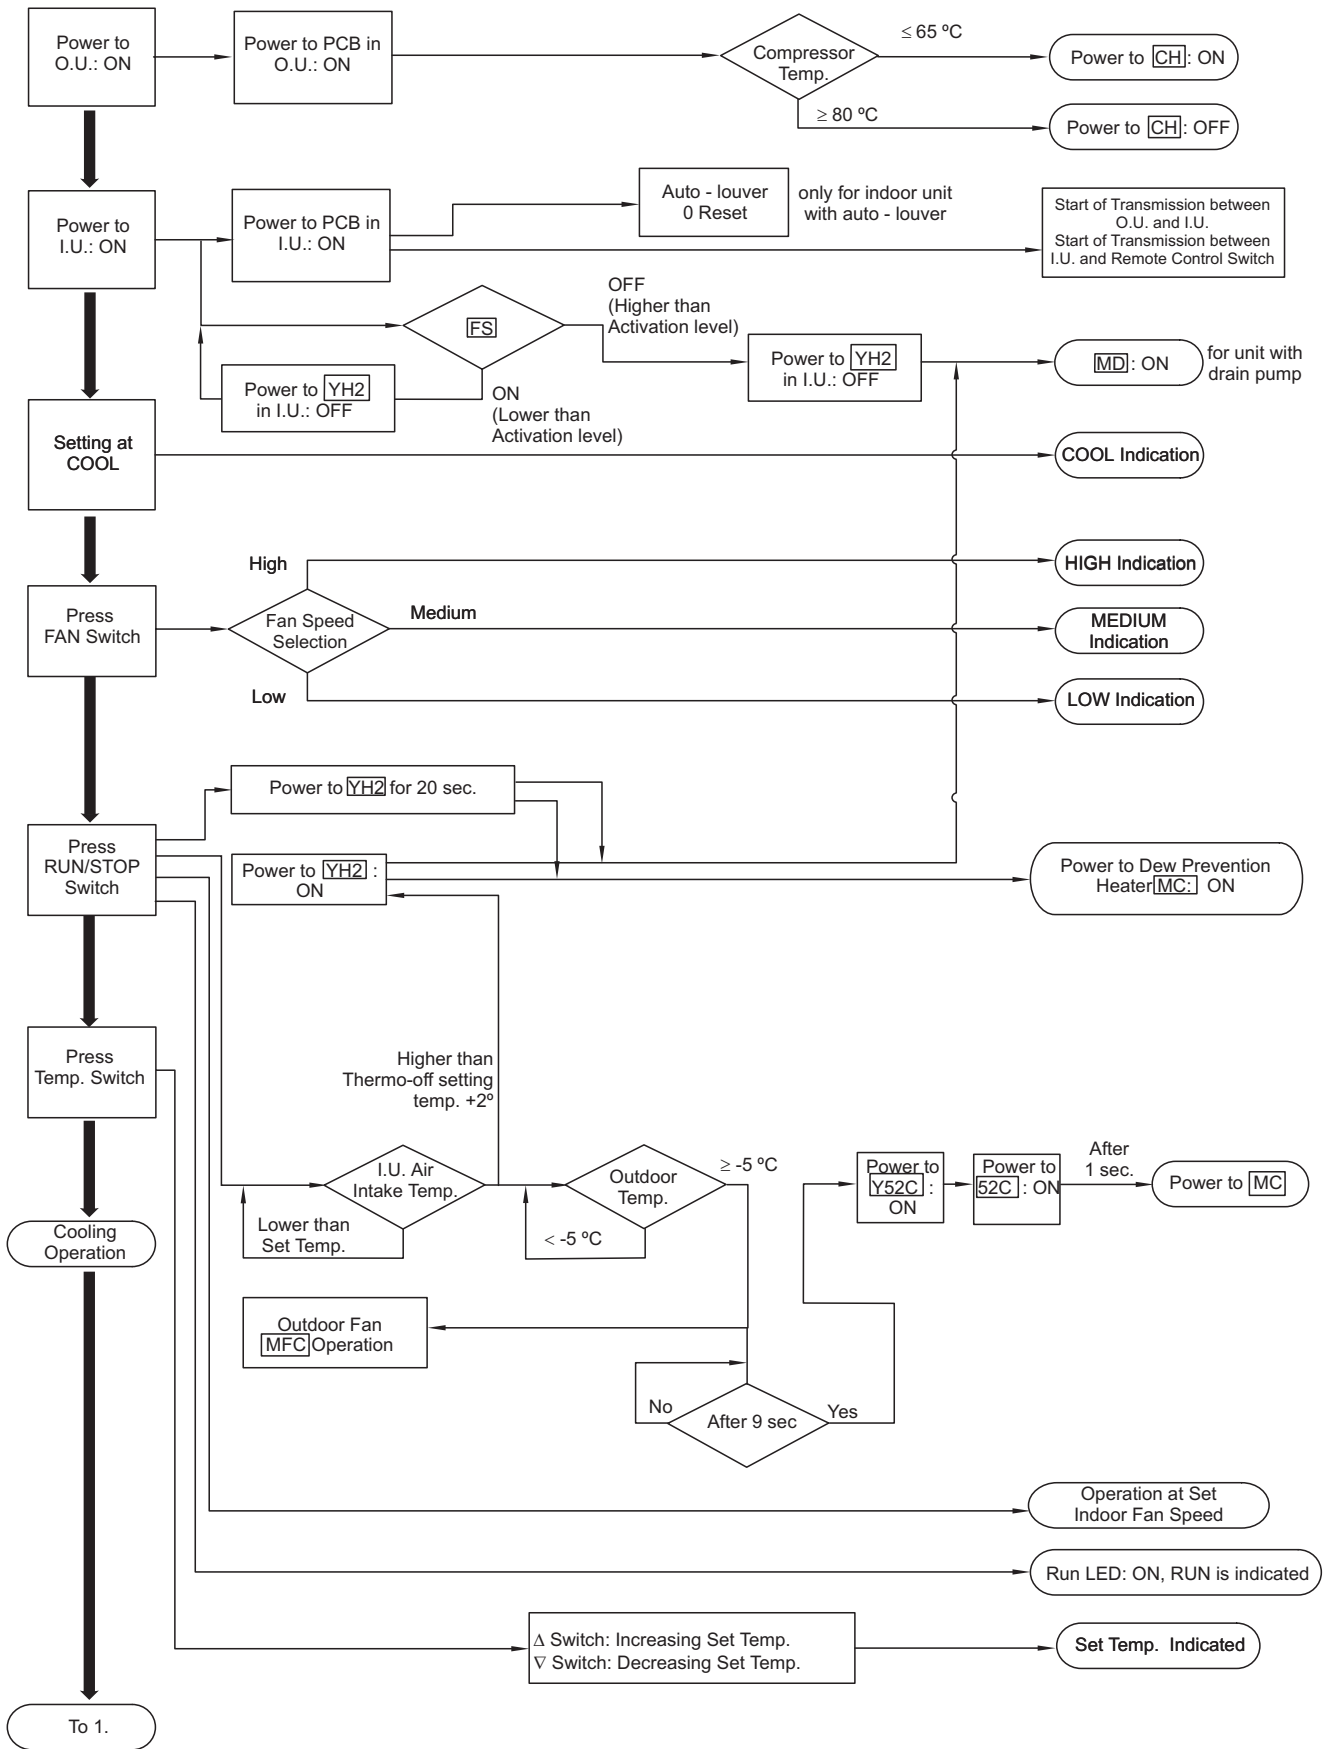 Power to
O.U.: ON
Power to PCB in
O.U.: ON
Compressor
Temp.
≤ 65 ºC
Power to CH : ON
≥ 80 ºC
Power to CH : OFF
Power to
I.U.: ON
Power to PCB in
I.U.: ON
Auto - louver
0 Reset
only for indoor unit
with auto - louver
Start of Transmission between
O.U. and I.U.
Start of Transmission between
I.U. and Remote Control Switch
FS
OFF
(Higher than
Activation level)
Power to YH2
in I.U.: OFF
ON
(Lower than
Activation level)
Power to YH2
in I.U.: OFF
MD : ON
for unit with
drain pump
Setting at
COOL
COOL Indication
Press
FAN Switch
Fan Speed
Selection
High
HIGH Indication
Medium
MEDIUM
Indication
Low
LOW Indication
Press
RUN/STOP
Switch
Power to YH2 for 20 sec.
Power to YH2 :
ON
Power to Dew Prevention
Heater MC: ON
Press
Temp. Switch
Higher than
Thermo-off setting
temp. +2º
I.U. Air
Intake Temp.
Lower than
Set Temp.
Outdoor
Temp.
≥ -5 ºC
< -5 ºC
Power to
Y52C :
ON
Power to
52C : ON
After
1 sec.
Power to MC
Cooling
Operation
Outdoor Fan
MFC Operation
No
After 9 sec
Yes
Operation at Set
Indoor Fan Speed
Run LED: ON, RUN is indicated
∆ Switch: Increasing Set Temp.
∇ Switch: Decreasing Set Temp.
Set Temp. Indicated
To 1.